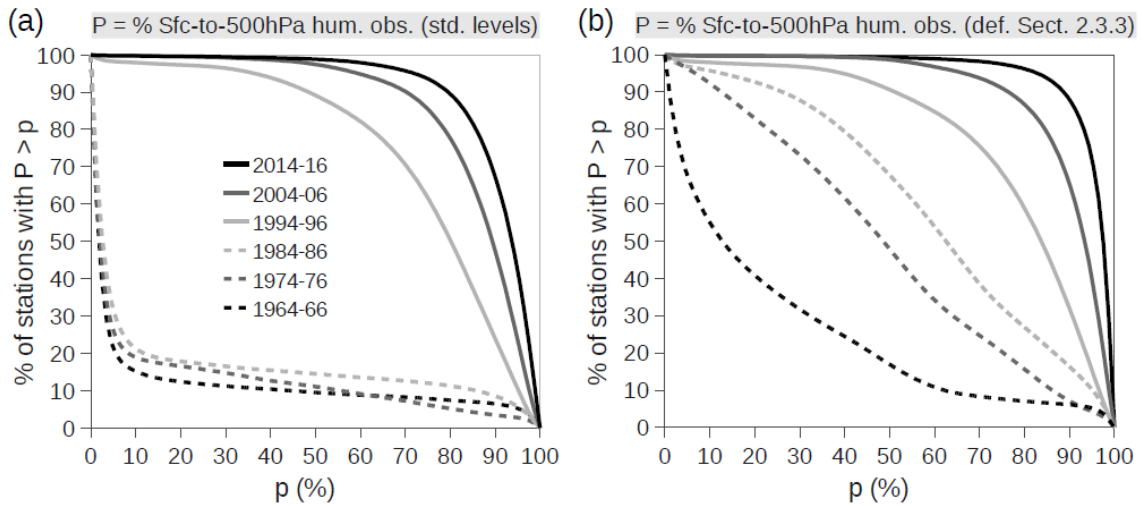 (a)
P = % Sfc-to-500hPa hum. obs. (std. levels)
% of stations with P > p
100
90
80
70
60
50
40
30
20
10
0
2014-16
2004-06
1994-96
1984-86
1974-76
1964-66
0 10 20 30 40 50 60 70 80 90 100
p (%)
(b)
P = % Sfc-to-500hPa hum. obs. (def. Sect. 2.3.3)
% of stations with P > p
100
90
80
70
60
50
40
30
20
10
0
0 10 20 30 40 50 60 70 80 90 100
p (%)